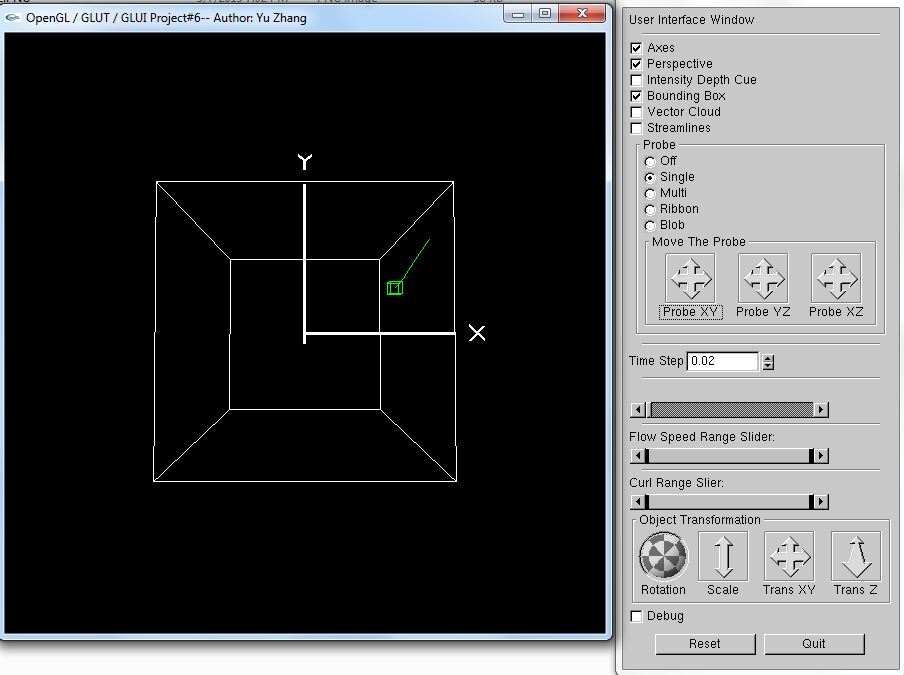 OpenGL / GLUT / GLUI Project#6-- Author: Yu Zhang
Y
X
User Interface Window
Axes
Perspective
Intensity Depth Cue
Bounding Box
Vector Cloud
Streamlines
Probe
Off
Single
Multi
Ribbon
Blob
Move The Probe
Probe XY Probe YZ Probe XZ
Time Step 0.02
Flow Speed Range Slider:
Curl Range Slier:
Object Transformation
Rotation Scale Trans XY Trans Z
Debug
Reset Quit